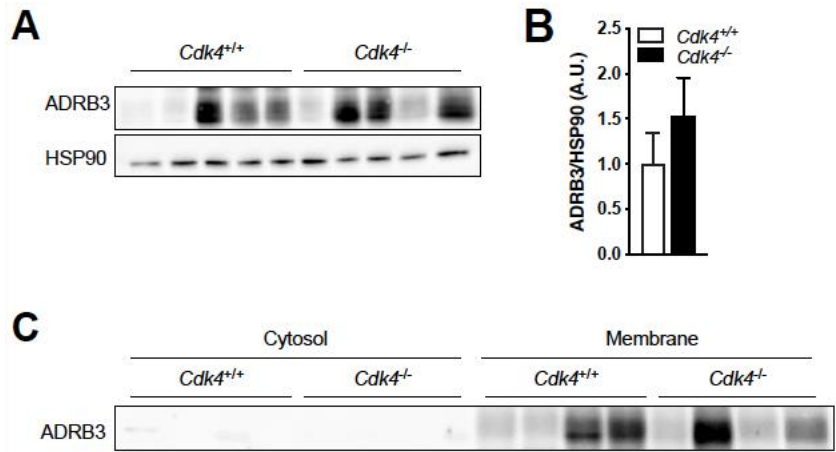 A
Cdk4+/+ Cdk4-/-
ADRB3
HSP90
B
Cdk4+/+
Cdk4-/-
ADRB3/HSP90 (A.U.)
2.5
2.0
1.5
1.0
0.5
0.0
C
Cytosol Membrane
Cdk4+/+ Cdk4-/- Cdk4+/+ Cdk4-/-
ADRB3